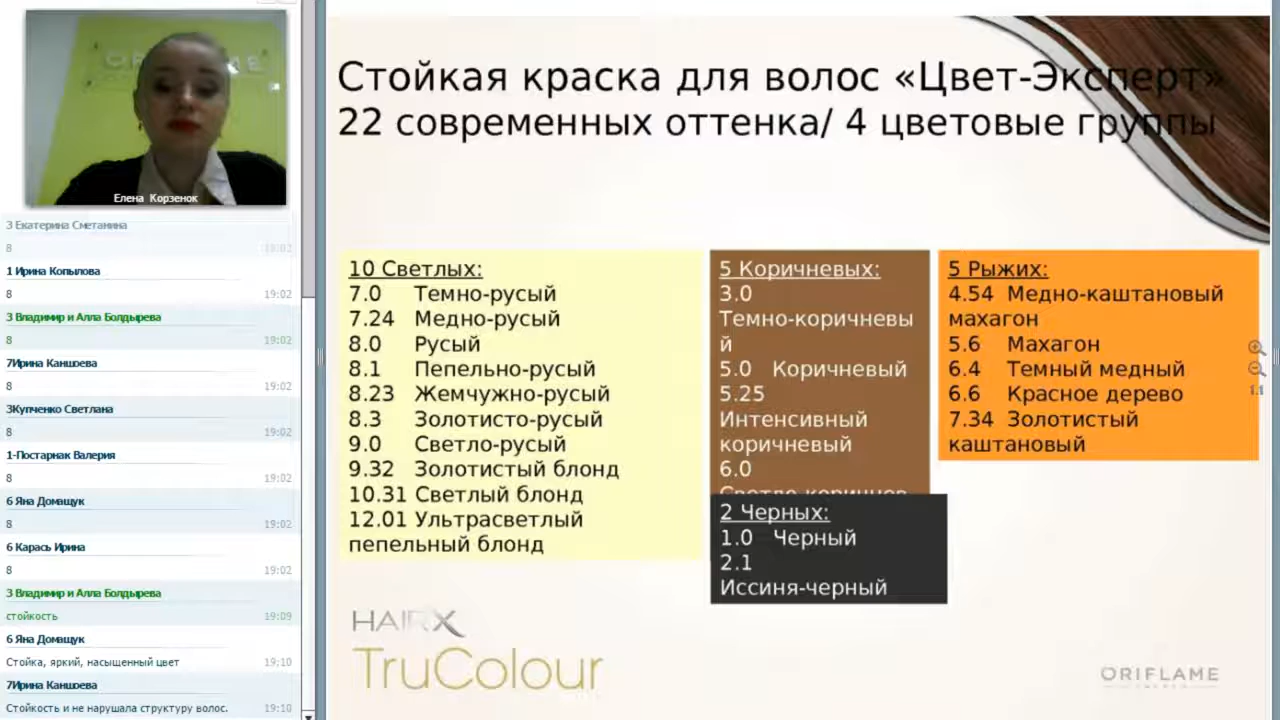 ORIFLAME
Елена Корзенок
3 Екатерина Сметанина
8 19:02
1 Ирина Копылова
8 19:02
3 Владимир и Алла Болдырева
8 19:02
7Ирина Каншоева
8 19:02
3Купченко Светлана
8 19:02
1-Постарнак Валерия
8 19:02
6 Яна Домащук
8 19:02
6 Карась Ирина
8 19:02
3 Владимир и Алла Болдырева
стойкость 19:09
6 Яна Домащук
Стойка, яркий, насыщенный цвет 19:10
7Ирина Каншоева
Стойкость и не нарушала структуру волос. 19:10
Стойкая краска для волос «Цвет-Эксперт»
22 современных оттенка/ 4 цветовые группы
10 Светлых:
7.0 Темно-русый
7.24 Медно-русый
8.0 Русый
8.1 Пепельно-русый
8.23 Жемчужно-русый
8.3 Золотисто-русый
9.0 Светло-русый
9.32 Золотистый блонд
10.31 Светлый блонд
12.01 Ультрасветлый
пепельный блонд
5 Коричневых:
3.0
Темно-коричневы
й
5.0 Коричневый
5.25
Интенсивный
коричневый
6.0
Светло-коричнев
2 Черных:
1.0 Черный
2.1
Иссиня-черный
5 Рыжих:
4.54 Медно-каштановый
махагон
5.6 Махагон
6.4 Темный медный
6.6 Красное дерево
7.34 Золотистый
каштановый
1:1
HAIRX
TruColour
ORIFLAME